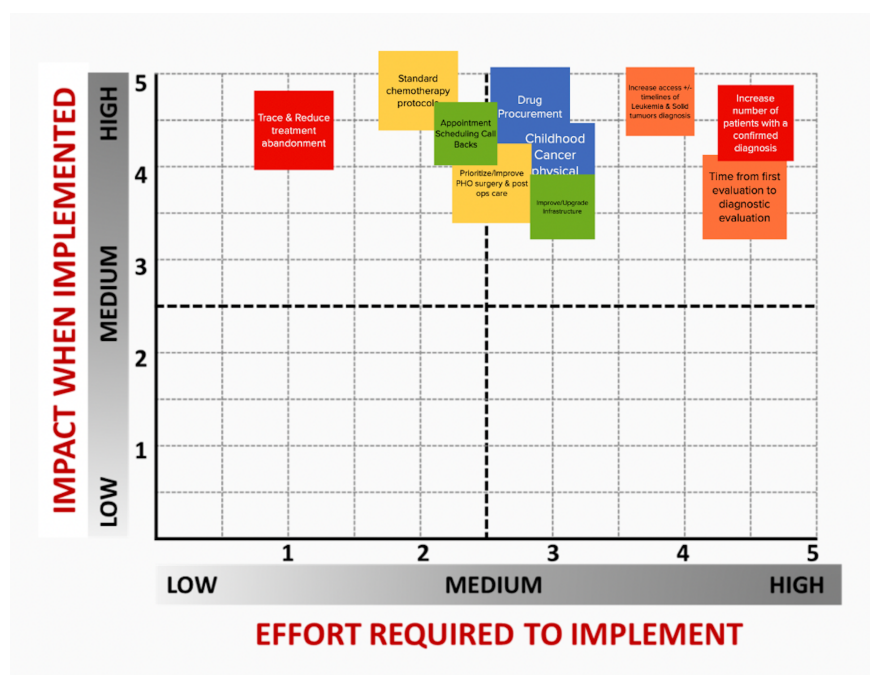 IMPACT WHEN IMPLEMENTED
HIGH
MEDIUM
LOW
5
4
3
2
1
Trace & Reduce
treatment
abandonment
Standard
chemotherapy
protocols
Appointment
Scheduling Call
Backs
Prioritize/Improve
PHO surgery & post
ops care
Drug
Procurement
Childhood
Cancer
physical
Improve/Upgrade
Infrastructure
Increase access +/-
timelines of
Leukemia & Solid
tumuors diagnosis
Increase
number of
patients with a
confirmed
diagnosis
Time from first
evaluation to
diagnostic
evaluation
1
2
3
4
5
LOW
MEDIUM
HIGH
EFFORT REQUIRED TO IMPLEMENT